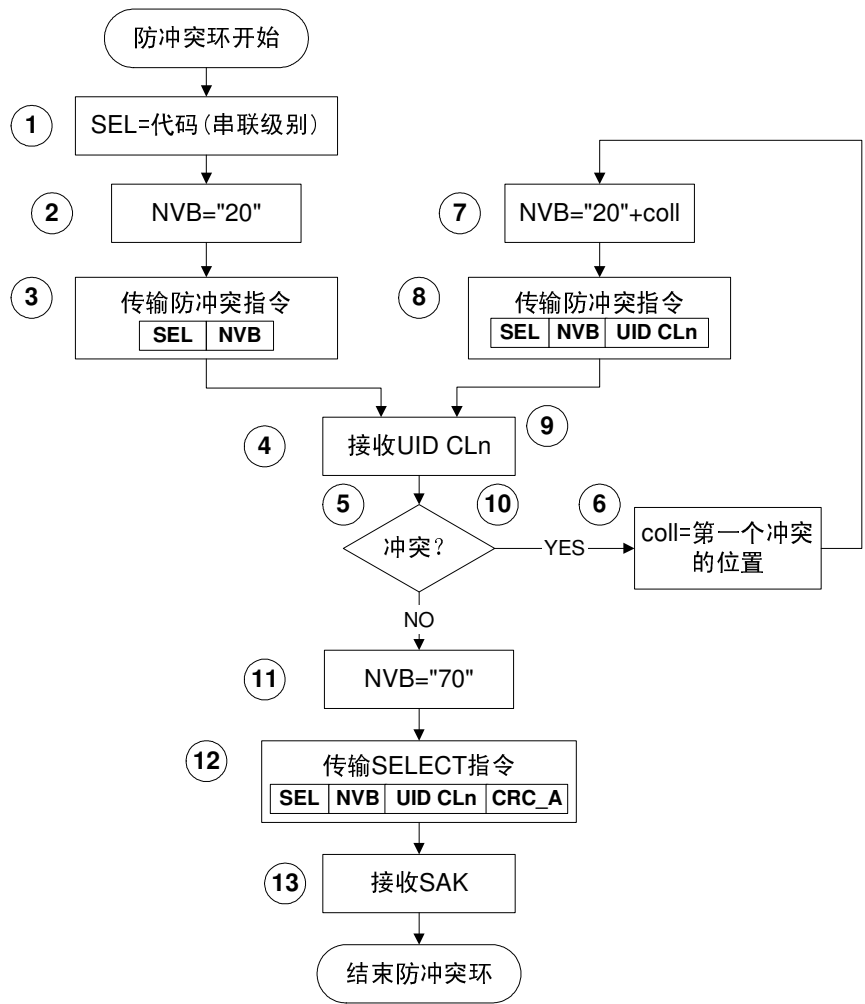 防冲突环开始
1
SEL=代码(串联级别)
2
NVB="20"
3
传输防冲突指令
SEL NVB
7
NVB="20"+coll
8
传输防冲突指令
SEL NVB UID CLn
4
接收UID CLn
9
5
冲突?
10
YES
6
coll=第一个冲突
的位置
NO
11
NVB="70"
12
传输SELECT指令
SEL NVB UID CLn CRC_A
13
接收SAK
结束防冲突环